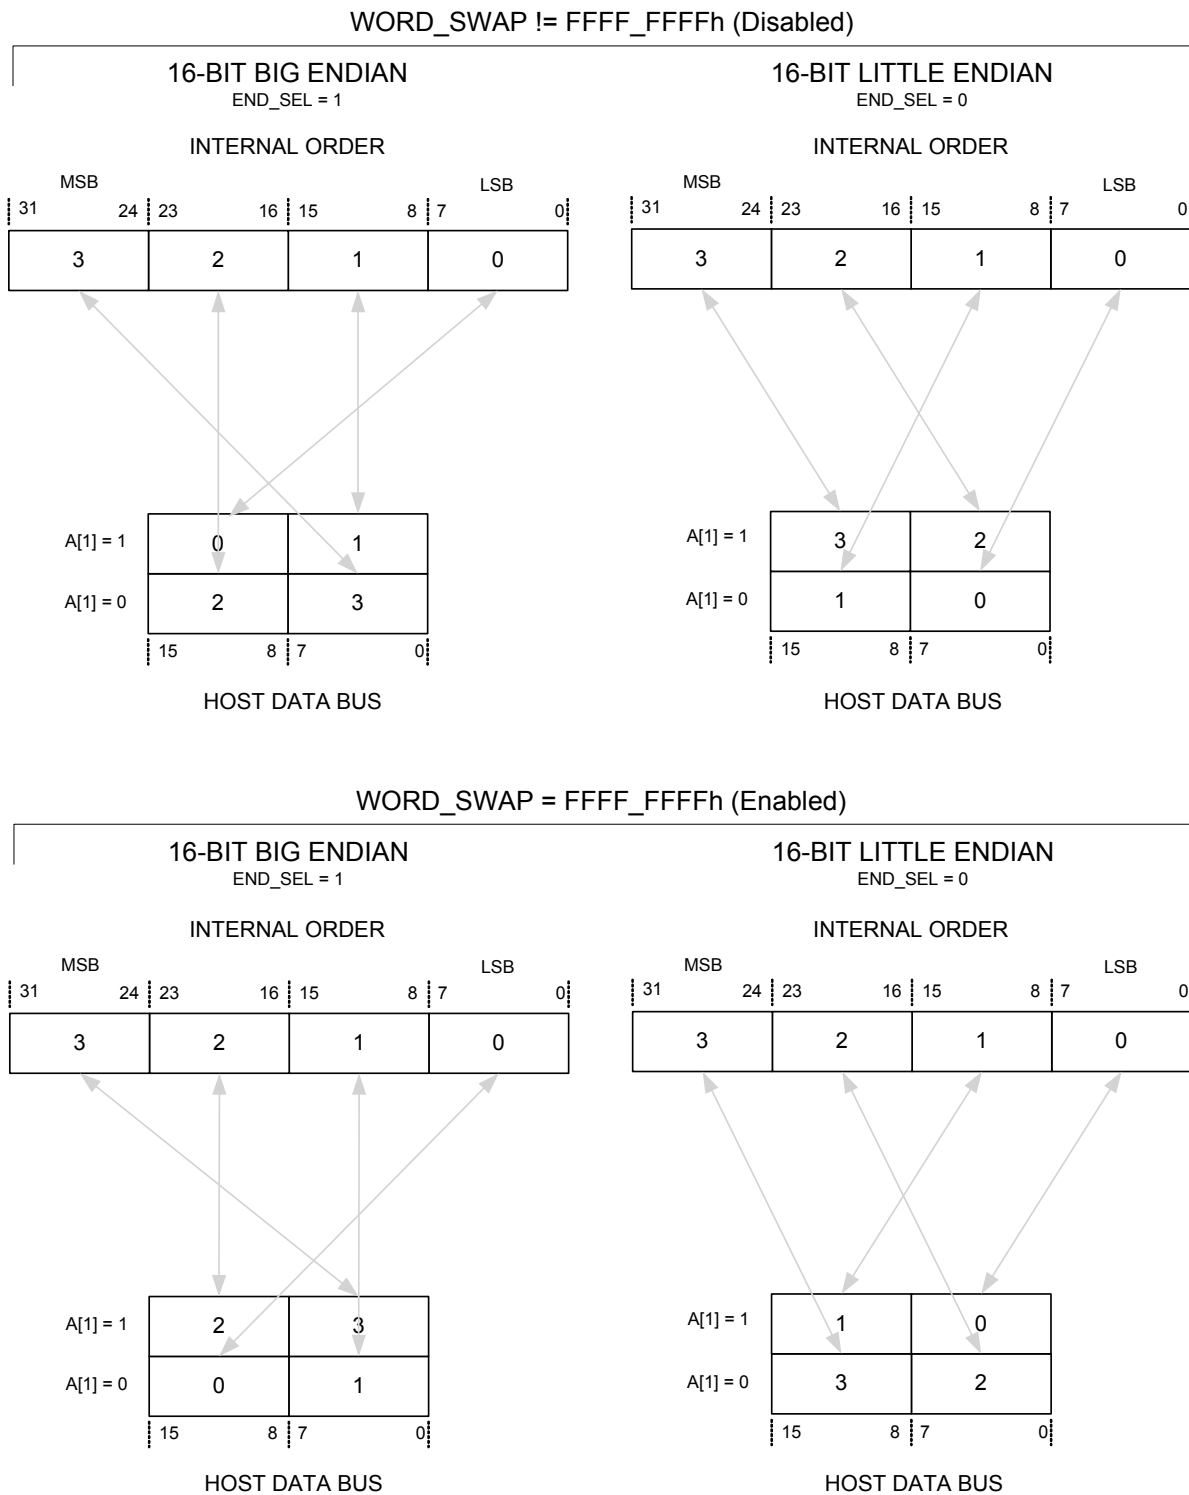 WORD_SWAP != FFFF_FFFFh (Disabled)
16-BIT BIG ENDIAN
END_SEL = 1
INTERNAL ORDER
MSB LSB
31 24 23 16 15 8 7 0
3 2 1 0
A[1] = 1 0 1
A[1] = 0 2 3
15 8 7 0
HOST DATA BUS
16-BIT LITTLE ENDIAN
END_SEL = 0
INTERNAL ORDER
MSB LSB
31 24 23 16 15 8 7 0
3 2 1 0
A[1] = 1 3 2
A[1] = 0 1 0
15 8 7 0
HOST DATA BUS
WORD_SWAP = FFFF_FFFFh (Enabled)
16-BIT BIG ENDIAN
END_SEL = 1
INTERNAL ORDER
MSB LSB
31 24 23 16 15 8 7 0
3 2 1 0
A[1] = 1 2 3
A[1] = 0 0 1
15 8 7 0
HOST DATA BUS
16-BIT LITTLE ENDIAN
END_SEL = 0
INTERNAL ORDER
MSB LSB
31 24 23 16 15 8 7 0
3 2 1 0
A[1] = 1 1 0
A[1] = 0 3 2
15 8 7 0
HOST DATA BUS